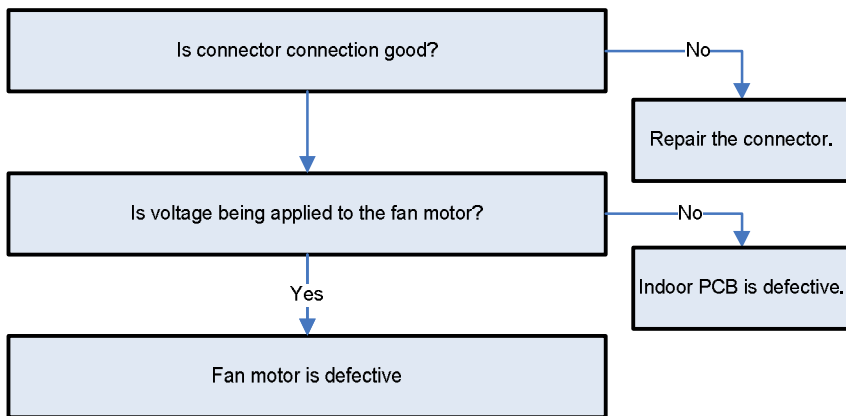 Is connector connection good?
No
Repair the connector.
Is voltage being applied to the fan motor?
No
Indoor PCB is defective.
Yes
Fan motor is defective